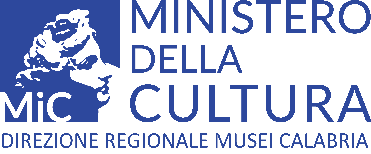 MINISTERO
DELLA
CULTURA
MiC
DIREZIONE REGIONALE MUSEI CALABRIA